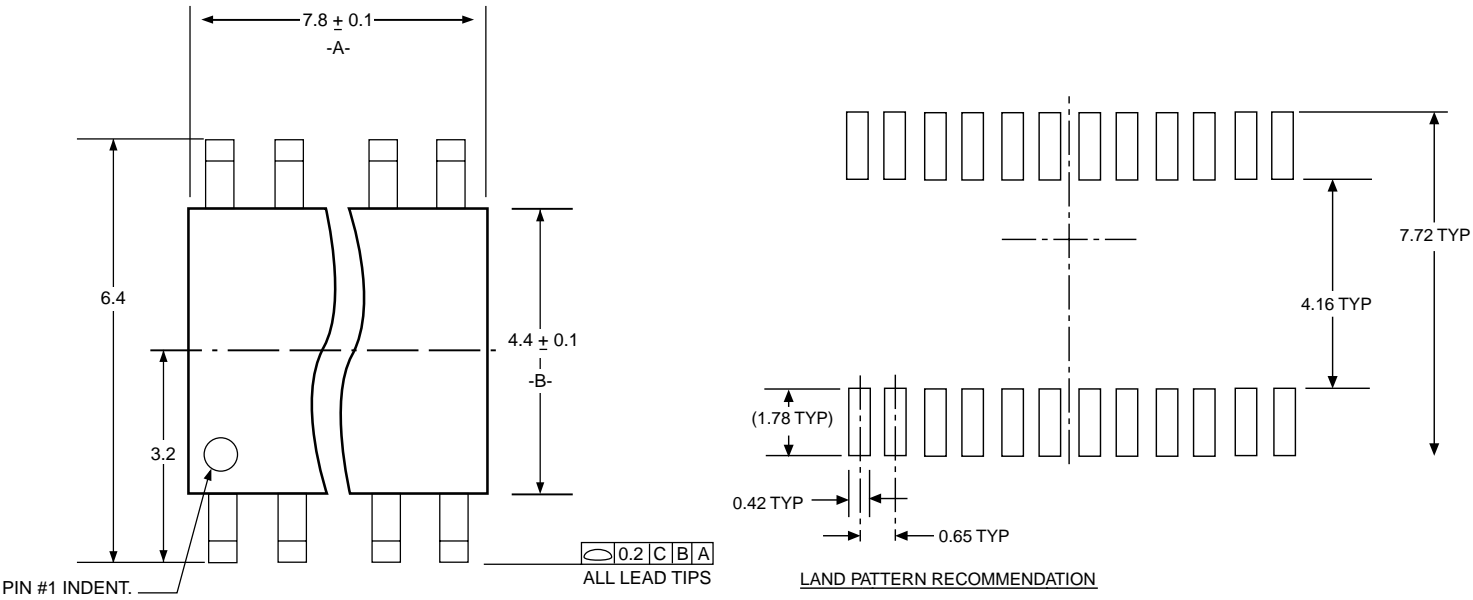 7.8 ± 0.1
-A-
6.4
3.2
4.4 ± 0.1
-B-
PIN #1 INDENT.
0.2 C B A
ALL LEAD TIPS
7.72 TYP
4.16 TYP
(1.78 TYP)
0.42 TYP
0.65 TYP
LAND PATTERN RECOMMENDATION